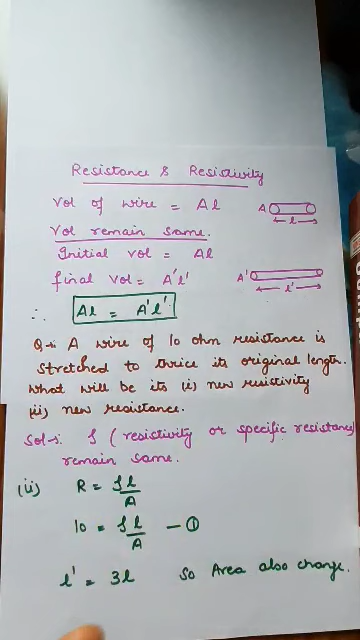 Resistance & Resistivity
Vol of wire = Al
A
l
Vol remain same.
Initial vol = Al
final vol = A'l'
A'
l'
∴ Al = A'l'
Q→: A wire of 10 ohm resistance is
stretched to thrice its original length.
What will be its (i) new resistivity
(ii) new resistance.
Sol→: ρ (resistivity or specific resistance)
remain same.
(ii) R = ρl/A
10 = ρl/A — ①
l' = 3l so Area also change.